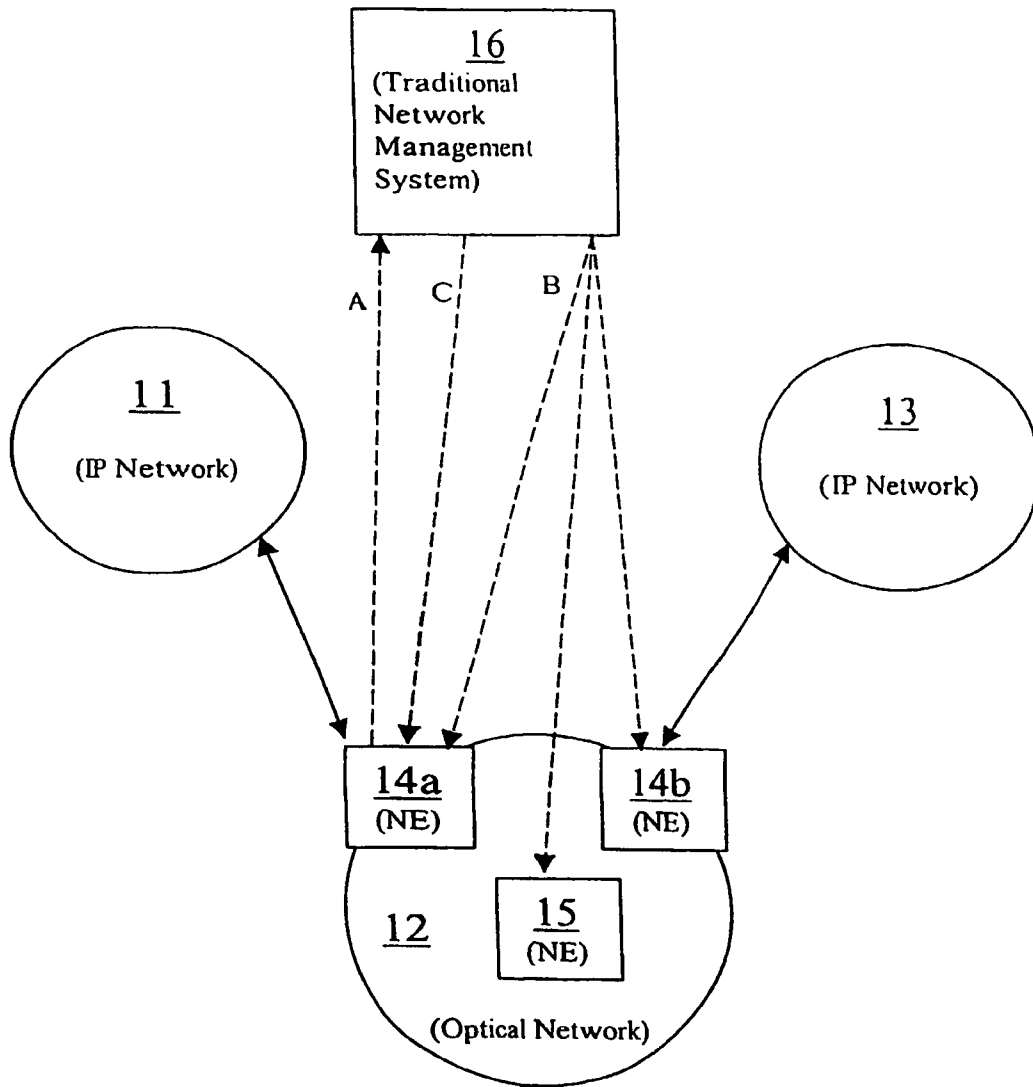 16
(Traditional
Network
Management
System)
A
C
B
11
(IP Network)
13
(IP Network)
14a
(NE)
14b
(NE)
15
(NE)
12
(Optical Network)